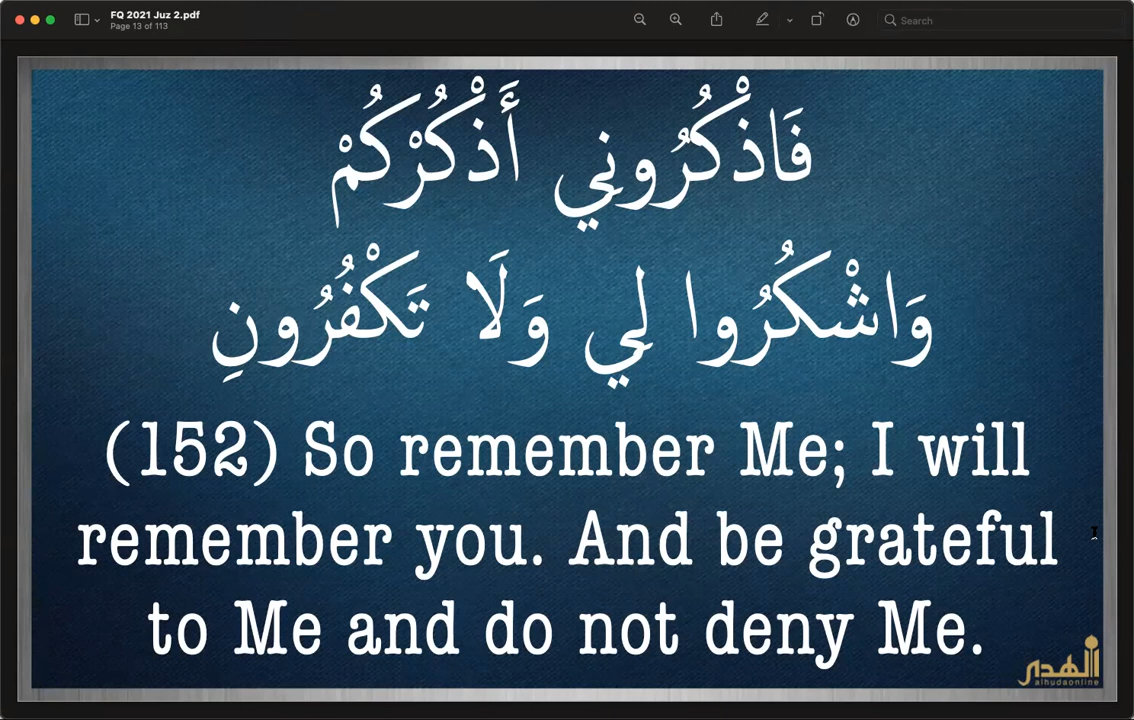 FQ 2021 Juz 2.pdf
Page 13 of 113
Search
فَاذْكُرُونِي أَذْكُرْكُمْ
وَاشْكُرُوا لِي وَلَا تَكْفُرُونِ
(152) So remember Me; I will
remember you. And be grateful
to Me and do not deny Me.
الهدى
alhudaonline